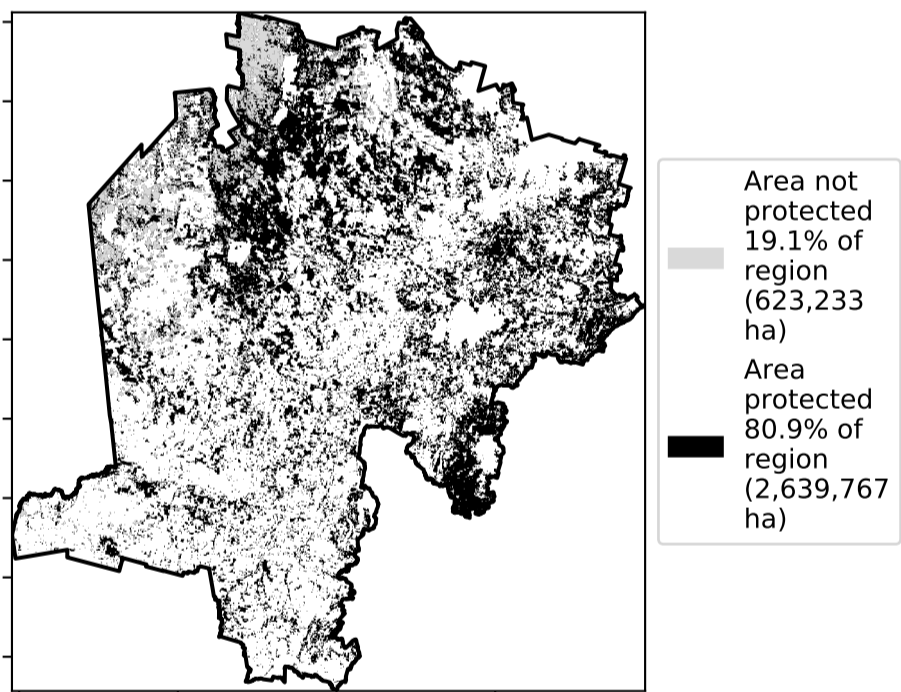 Area not
protected
19.1% of
region
(623,233
ha)
Area
protected
80.9% of
region
(2,639,767
ha)